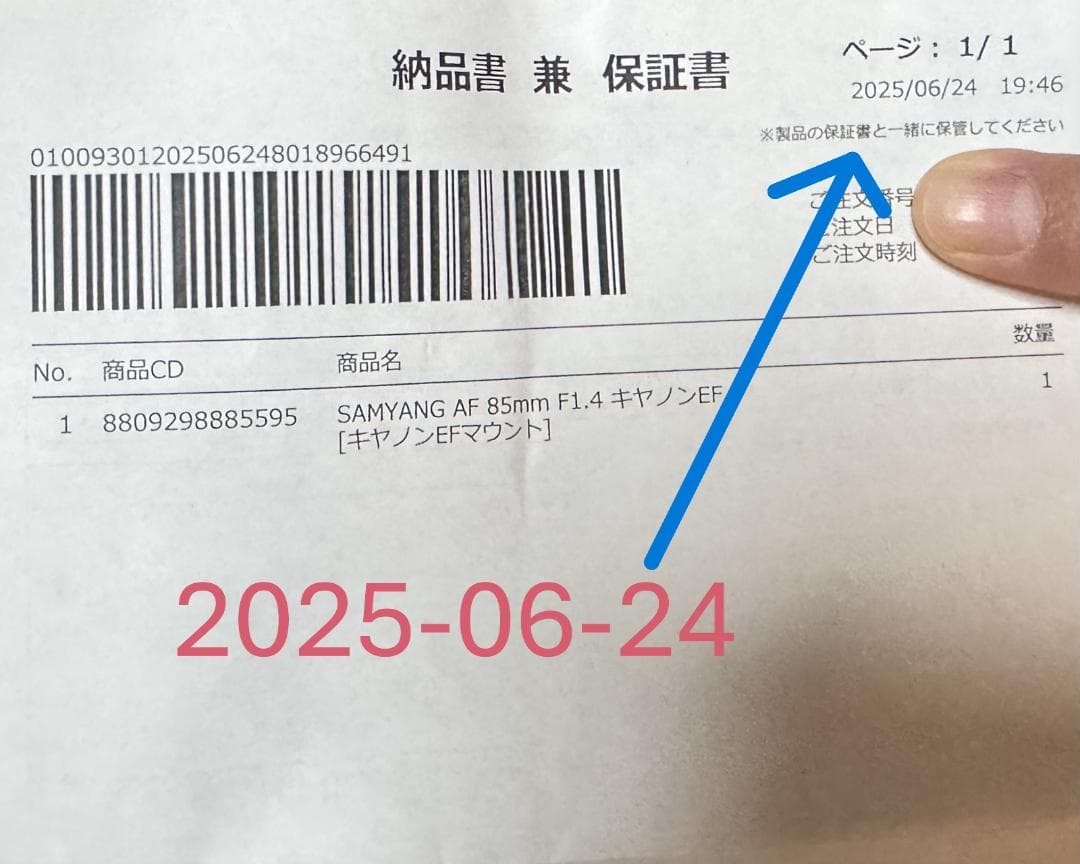 納品書 兼 保証書
ページ： 1/ 1
2025/06/24 19:46
※製品の保証書と一緒に保管してください
010093012025062480189664​91
ご注文番号
ご注文日
ご注文時刻
No. 商品CD 商品名 数量
1 8809298885595 SAMYANG AF 85mm F1.4 キヤノンEF 1
[キヤノンEFマウント]
2025-06-24